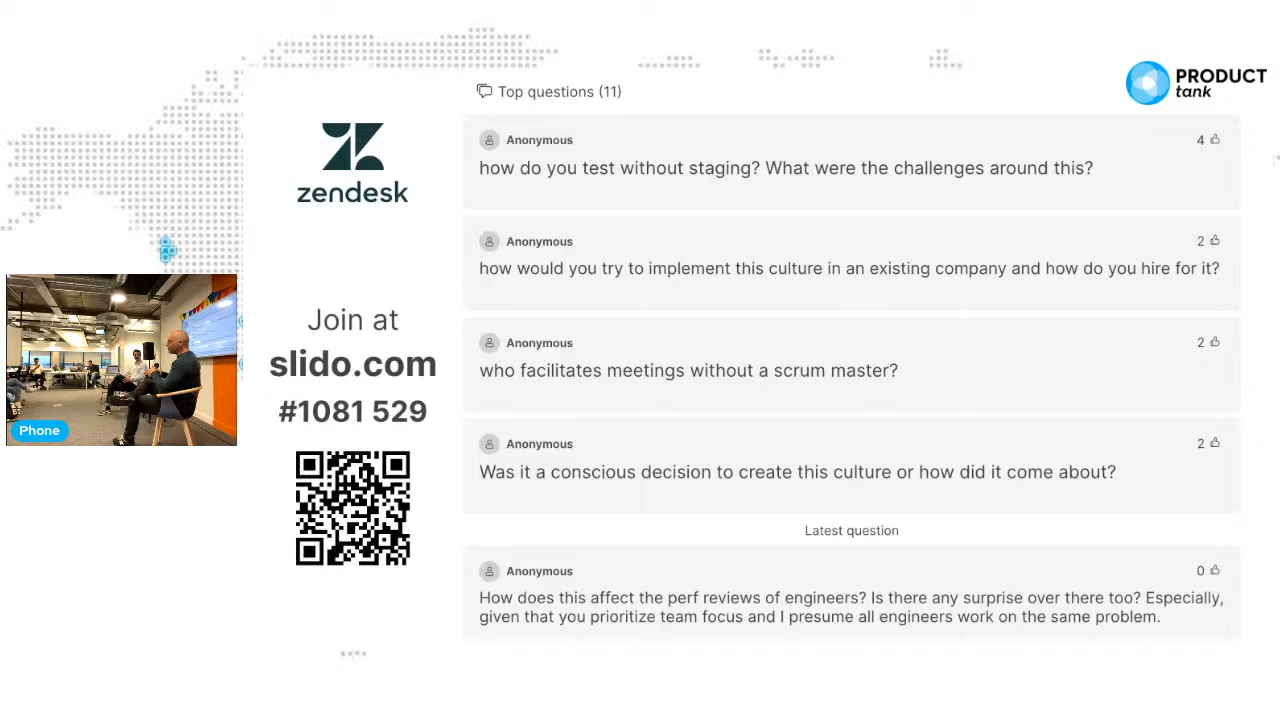 PRODUCT
tank
zendesk
Join at
slido.com
#1081 529
Phone
Top questions (11)
Anonymous
4
how do you test without staging? What were the challenges around this?
Anonymous
2
how would you try to implement this culture in an existing company and how do you hire for it?
Anonymous
2
who facilitates meetings without a scrum master?
Anonymous
2
Was it a conscious decision to create this culture or how did it come about?
Latest question
Anonymous
0
How does this affect the perf reviews of engineers? Is there any surprise over there too? Especially,
given that you prioritize team focus and I presume all engineers work on the same problem.